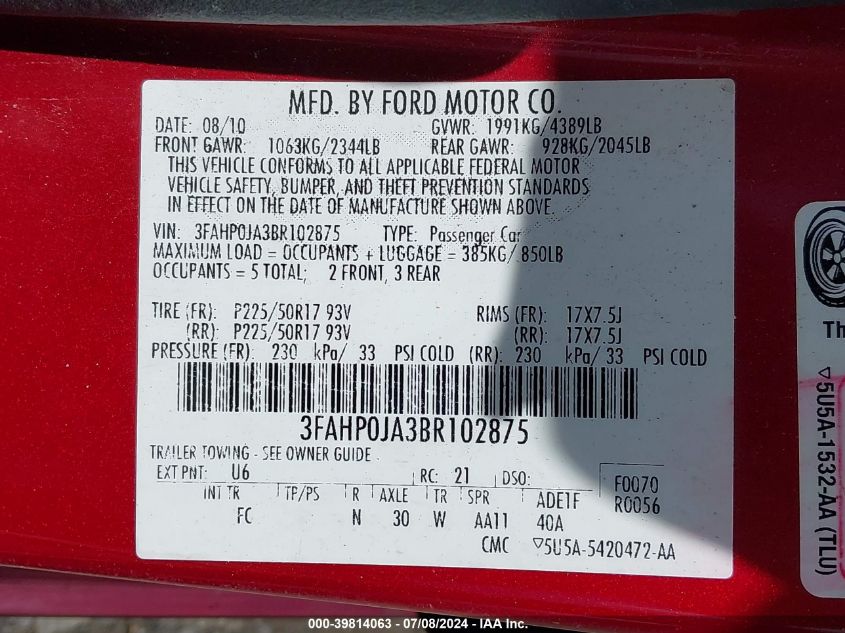 MFD. BY FORD MOTOR CO.
DATE: 08/10 GVWR: 1991KG/4389LB
FRONT GAWR: 1063KG/2344LB REAR GAWR: 928KG/2045LB
THIS VEHICLE CONFORMS TO ALL APPLICABLE FEDERAL MOTOR
VEHICLE SAFETY, BUMPER, AND THEFT PREVENTION STANDARDS
IN EFFECT ON THE DATE OF MANUFACTURE SHOWN ABOVE.
VIN: 3FAHP0JA3BR102875 TYPE: Passenger Car
MAXIMUM LOAD = OCCUPANTS + LUGGAGE = 385KG/ 850LB
OCCUPANTS = 5 TOTAL; 2 FRONT, 3 REAR
TIRE (FR): P225/50R17 93V RIMS (FR): 17X7.5J
(RR): P225/50R17 93V (RR): 17X7.5J
PRESSURE (FR): 230 kPa/ 33 PSI COLD (RR): 230 kPa/ 33 PSI COLD
3FAHP0JA3BR102875
TRAILER TOWING - SEE OWNER GUIDE
EXT PNT: U6 RC: 21 DSO: F0070
R0056
INT TR TP/PS R AXLE TR SPR ADE1F
FC N 30 W AA11 40A
CMC ▽5U5A-5420472-AA
Th
▽5U5A-1532-AA (TLU)
000-39814063 - 07/08/2024 - IAA Inc.